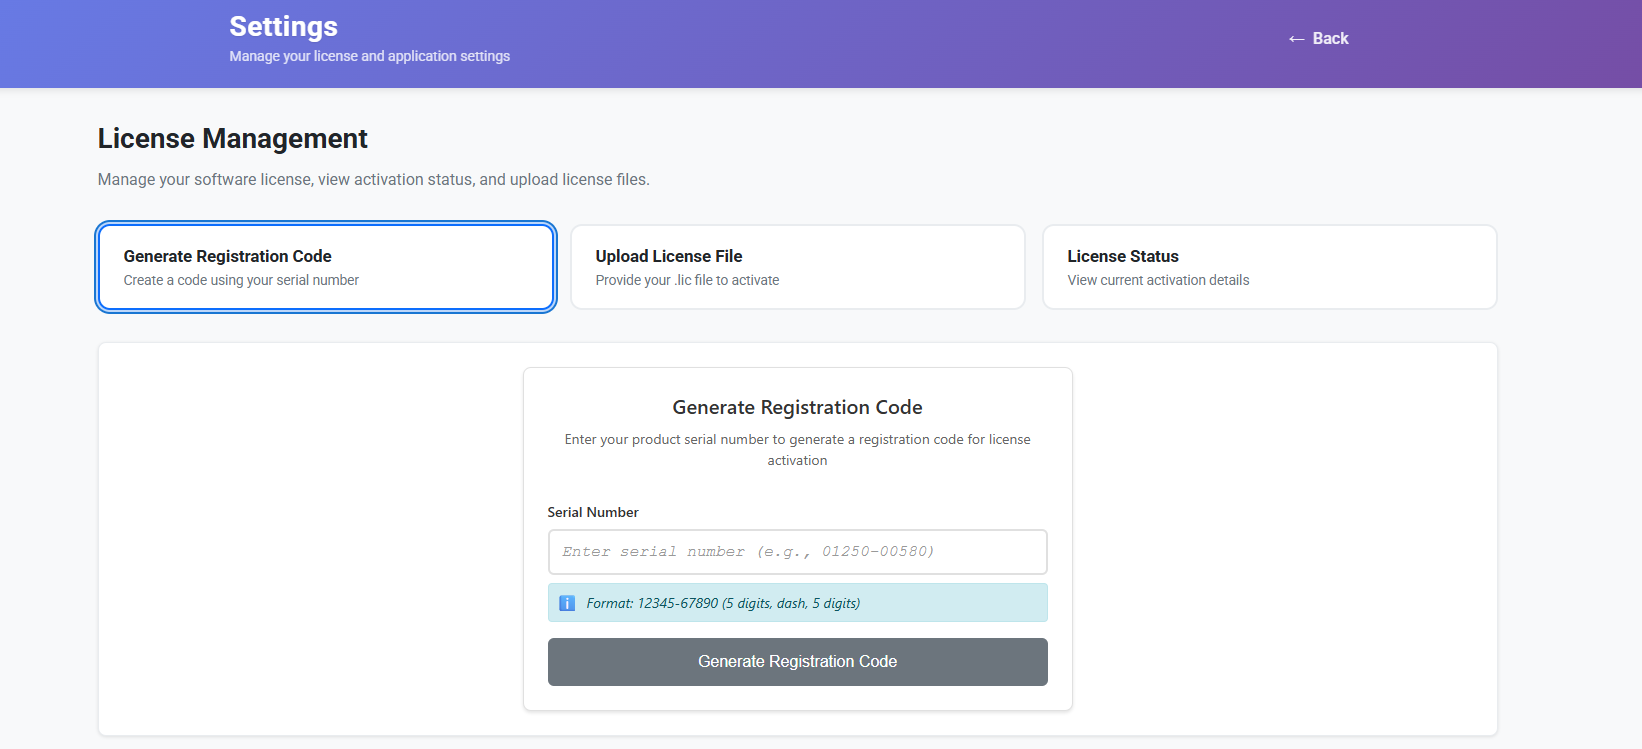 Settings
Manage your license and application settings
← Back
License Management
Manage your software license, view activation status, and upload license files.
Generate Registration Code
Create a code using your serial number
Upload License File
Provide your .lic file to activate
License Status
View current activation details
Generate Registration Code
Enter your product serial number to generate a registration code for license
activation
Serial Number
Enter serial number (e.g., 01250-00580)
i Format: 12345-67890 (5 digits, dash, 5 digits)
Generate Registration Code